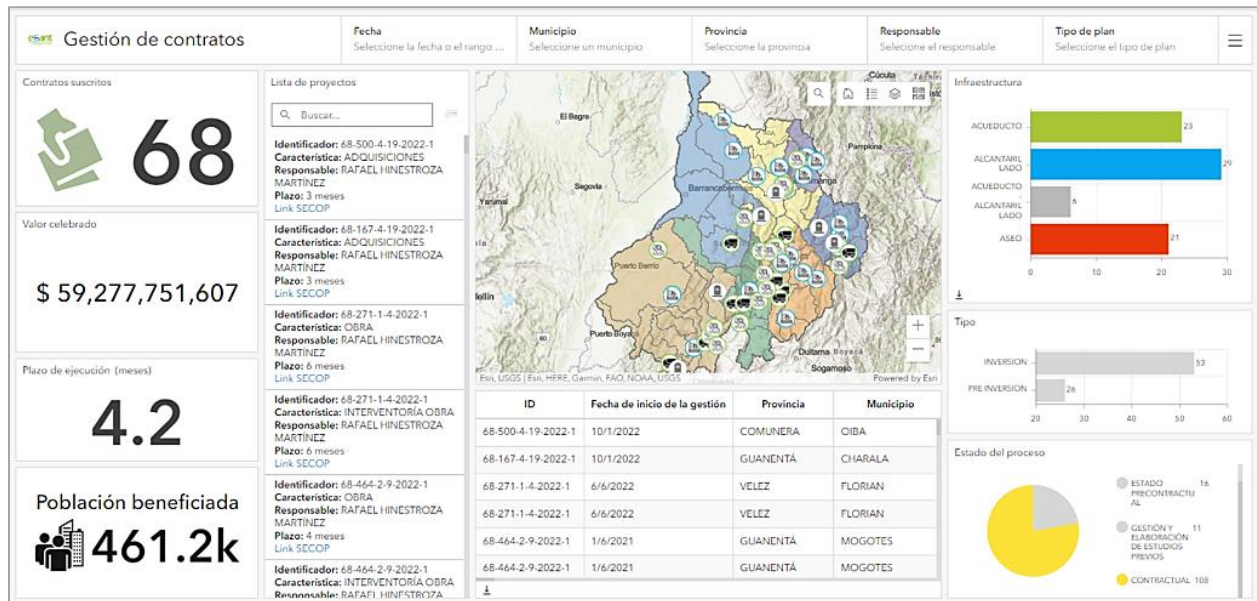 esant
Gestión de contratos
Fecha
Seleccione la fecha o el rango ...
Municipio
Seleccione un municipio
Provincia
Seleccione la provincia
Responsable
Selecione el responsable
Tipo de plan
Seleccione el tipo de plan
Contratos suscritos
68
Valor celebrado
$ 59,277,751,607
Plazo de ejecución (meses)
4.2
Población beneficiada
461.2k
Lista de proyectos
Buscar...
Identificador: 68-500-4-19-2022-1
Característica: ADQUISICIONES
Responsable: RAFAEL HINESTROZA
MARTÍNEZ
Plazo: 3 meses
Link SECOP
Identificador: 68-167-4-19-2022-1
Característica: ADQUISICIONES
Responsable: RAFAEL HINESTROZA
MARTÍNEZ
Plazo: 3 meses
Link SECOP
Identificador: 68-271-1-4-2022-1
Característica: OBRA
Responsable: RAFAEL HINESTROZA
MARTÍNEZ
Plazo: 6 meses
Link SECOP
Identificador: 68-271-1-4-2022-1
Característica: INTERVENTORÍA OBRA
Responsable: RAFAEL HINESTROZA
MARTÍNEZ
Plazo: 6 meses
Link SECOP
Identificador: 68-464-2-9-2022-1
Característica: OBRA
Responsable: RAFAEL HINESTROZA
MARTÍNEZ
Plazo: 4 meses
Link SECOP
Identificador: 68-464-2-9-2022-1
Característica: INTERVENTORÍA OBRA
Responsable: RAFAEL HINESTROZA
Cúcuta
El Bagre
Pamplona
Segovia
Barrancabermeja
Yarumal
Puerto Berrío
ellín
60
Puerto Boyacá
Duitama
Boyacá
Sogamoso
Esri, USGS | Esri, HERE, Garmin, FAO, NOAA, USGS
Powered by Esri
ID Fecha de inicio de la gestión Provincia Municipio
68-500-4-19-2022-1 10/1/2022 COMUNERA OIBA
68-167-4-19-2022-1 10/1/2022 GUANENTÁ CHARALA
68-271-1-4-2022-1 6/6/2022 VELEZ FLORIAN
68-271-1-4-2022-1 6/6/2022 VELEZ FLORIAN
68-464-2-9-2022-1 1/6/2021 GUANENTÁ MOGOTES
68-464-2-9-2022-1 1/6/2021 GUANENTÁ MOGOTES
Infraestructura
ACUEDUCTO 23
ALCANTARIL
LADO 29
ACUEDUCTO
ALCANTARIL
LADO 6
ASEO 21
0 10 20 30
Tipo
INVERSION 53
PRE INVERSION 26
20 30 40 50 60
Estado del proceso
ESTADO 16
PRECONTRACTU
AL
GESTIÓN Y 11
ELABORACIÓN
DE ESTUDIOS
PREVIOS
CONTRACTUAL 108